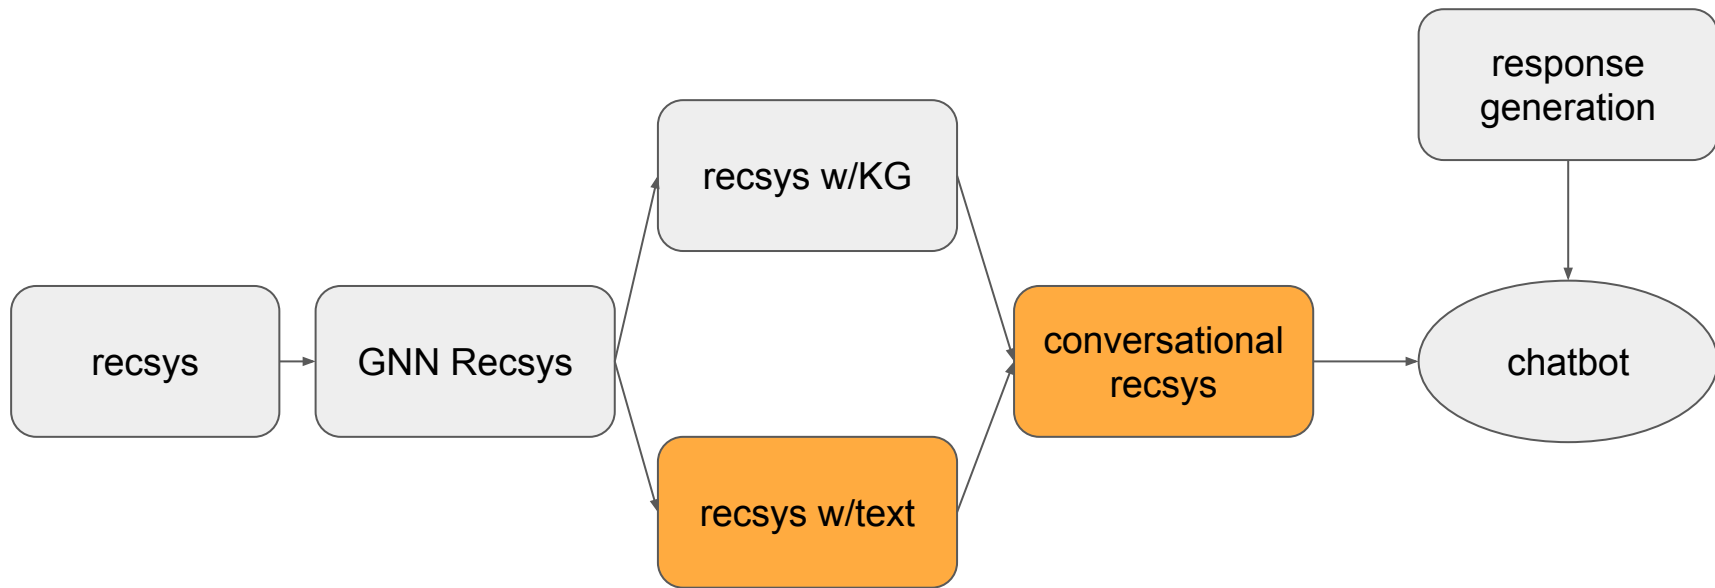 response
generation
recsys w/KG
recsys
GNN Recsys
conversational
recsys
chatbot
recsys w/text